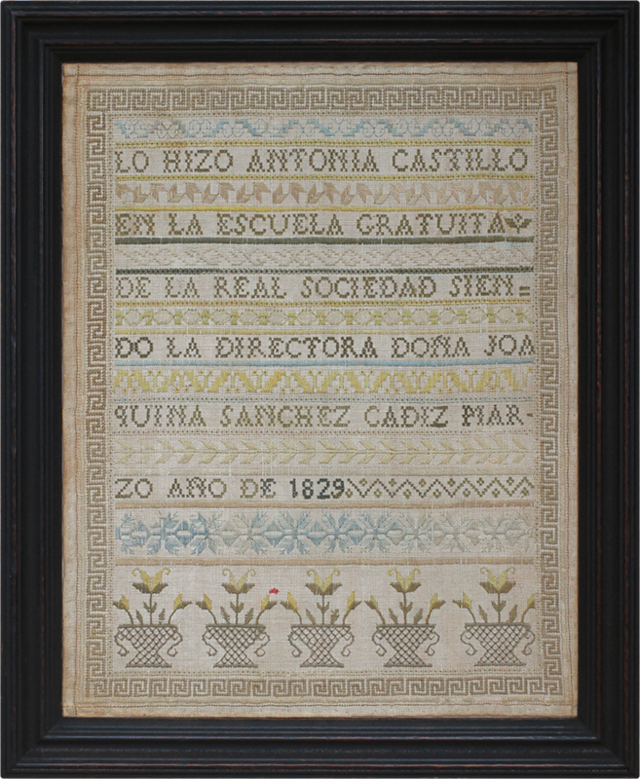 LO HIZO ANTONIA CASTILLO
EN LA ESCUELA GRATUITA
DE LA REAL SOCIEDAD SIEN=
DO LA DIRECTORA DOÑA JOA
QUINA SANCHEZ CADIZ MAR-
ZO AÑO DE 1829